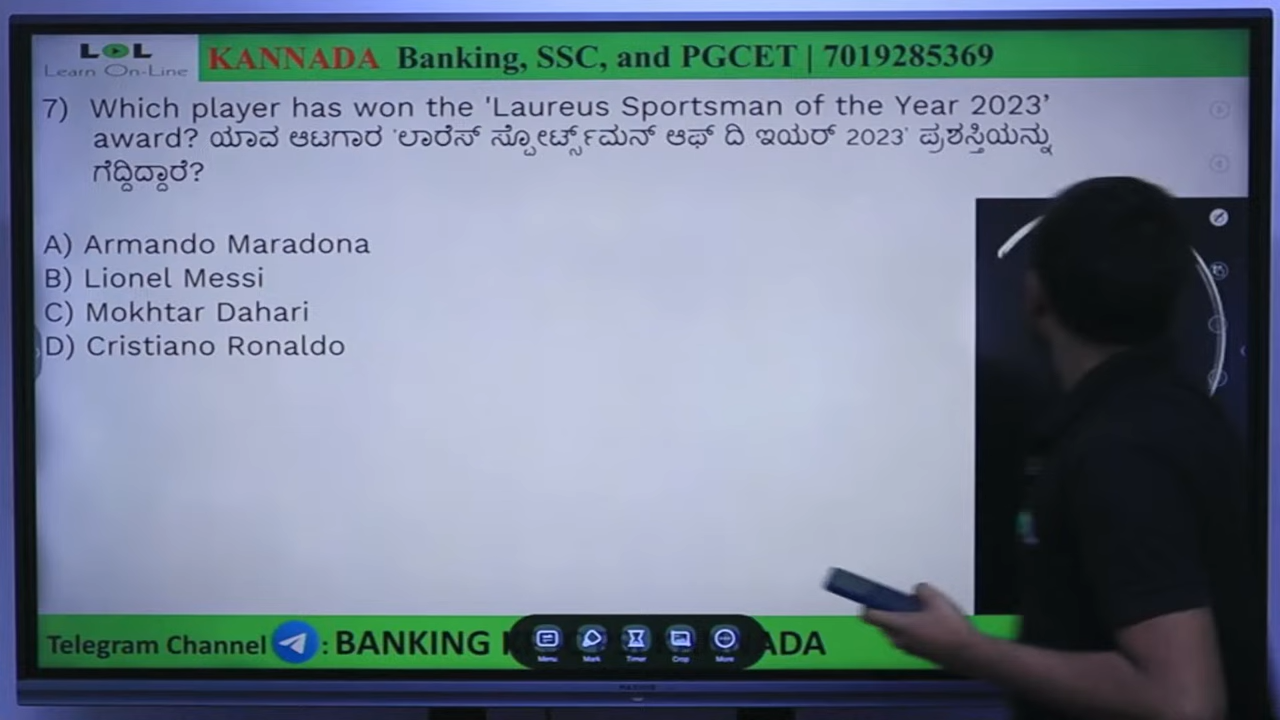 LOL
Learn On-Line
KANNADA Banking, SSC, and PGCET | 7019285369
7) Which player has won the 'Laureus Sportsman of the Year 2023'
award? ಯಾವ ಆಟಗಾರ 'ಲಾರೆಸ್ ಸ್ಪೋರ್ಟ್ಸ್‌ಮನ್ ಆಫ್ ದಿ ಇಯರ್ 2023' ಪ್ರಶಸ್ತಿಯನ್ನು
ಗೆದ್ದಿದ್ದಾರೆ?
A) Armando Maradona
B) Lionel Messi
C) Mokhtar Dahari
D) Cristiano Ronaldo
Telegram Channel : BANKING
Menu Mark Timer Crop More